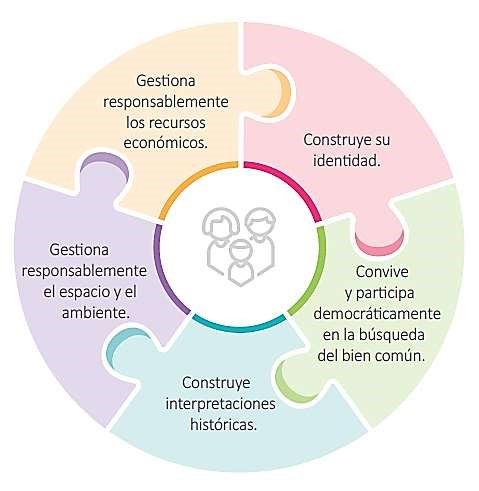 Gestiona
responsablemente
los recursos
económicos.
Construye su
identidad.
Convive
y participa
democráticamente
en la búsqueda
del bien común.
Construye
interpretaciones
históricas.
Gestiona
responsablemente
el espacio y el
ambiente.